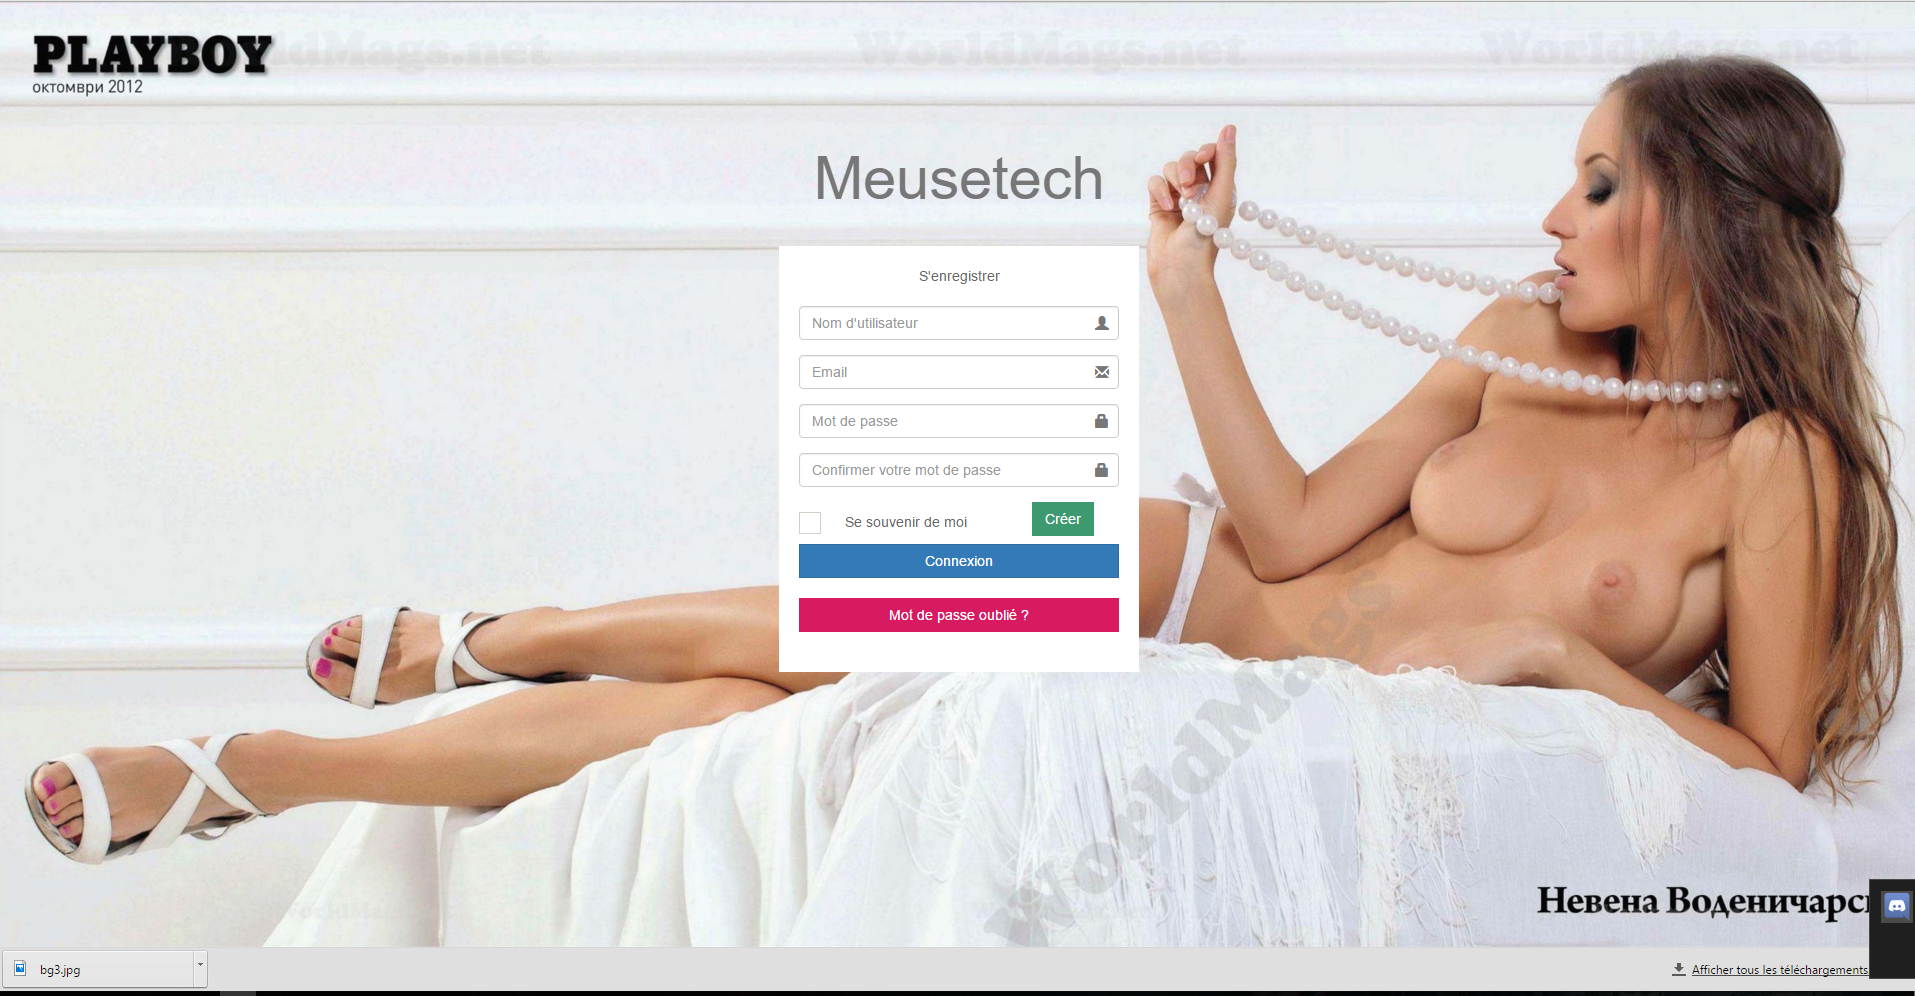 PLAYBOY
октомври 2012
WorldMags.net
WorldMags.net
WorldMags.net
Meusetech
S'enregistrer
Nom d'utilisateur
Email
Mot de passe
Confirmer votre mot de passe
Se souvenir de moi
Créer
Connexion
Mot de passe oublié ?
WorldMags
Невена
bg3.jpg
Afficher tous les téléchargements